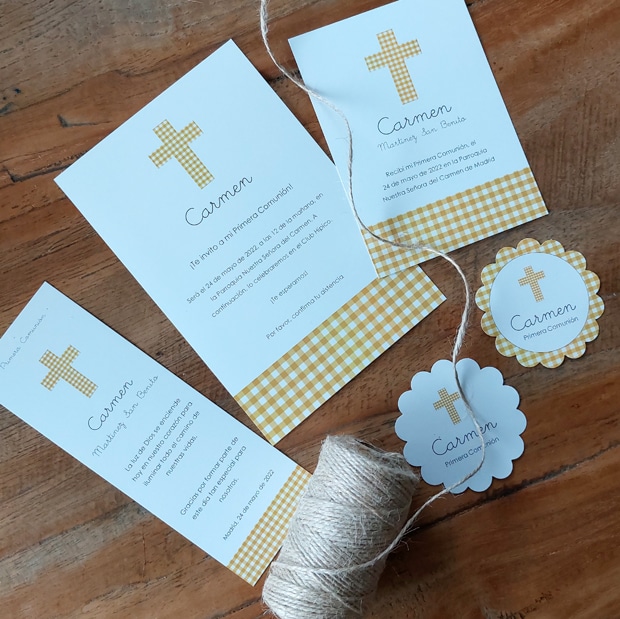 Carmen
¡Te invito a mi Primera Comunión!
Será el 24 de mayo de 2022, a las 12 de la mañana, en
la Parroquia Nuestra Señora del Carmen. A
continuación, lo celebraremos en el Club Hípico.
¡Te esperamos!
Por favor, confirma tu asistencia
Carmen
Martínez San Benito
Recibí mi Primera Comunión, el
24 de mayo de 2022 en la Parroquia
Nuestra Señora del Carmen de Madrid
Carmen
Primera Comunión
Carmen
Primera Comunión
Primera Comunión
Carmen
Martínez San Benito
La luz de Dios se enciende
hoy en nuestro corazón para
iluminar todo el Camino de
nuestras vidas.
Gracias por formar parte de
este día tan especial para
nosotros.
Madrid, 24 de mayo de 2022